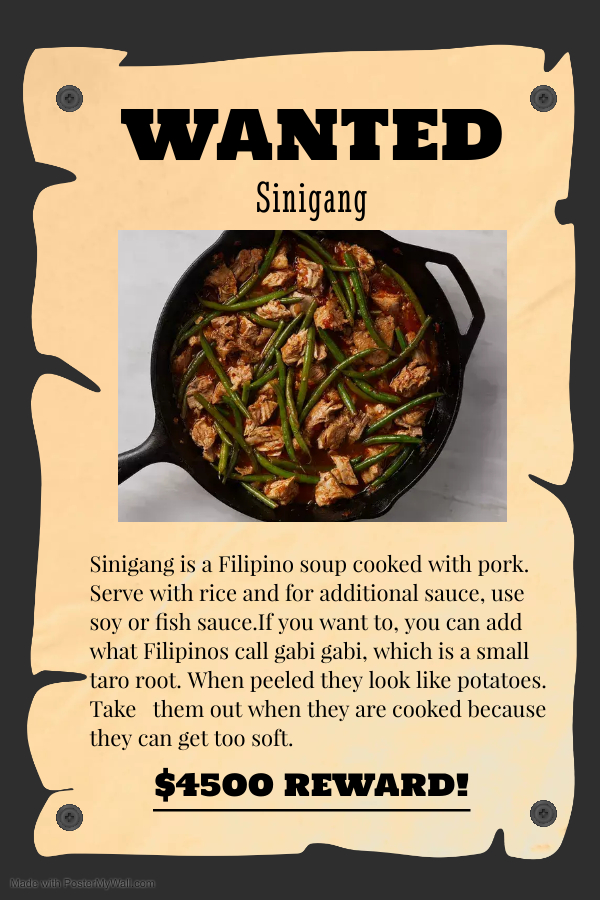 WANTED
Sinigang
Sinigang is a Filipino soup cooked with pork.
Serve with rice and for additional sauce, use
soy or fish sauce.If you want to, you can add
what Filipinos call gabi gabi, which is a small
taro root. When peeled they look like potatoes.
Take   them out when they are cooked because
they can get too soft.
$4500 REWARD!
Made with PosterMyWall.com